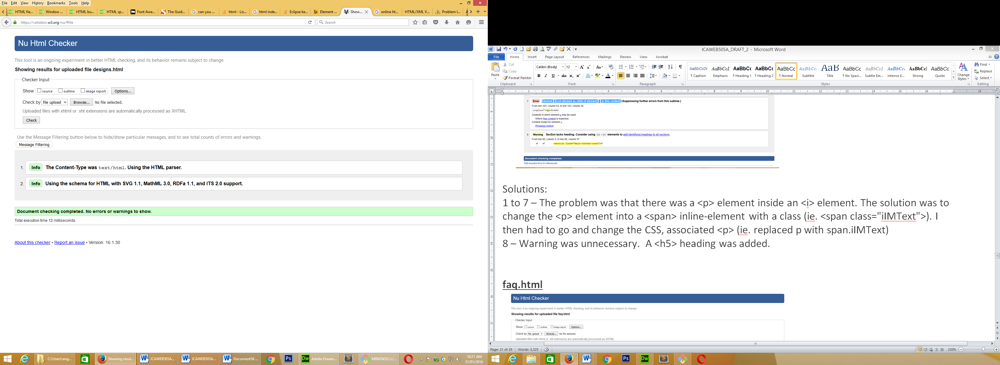 File Edit View History Bookmarks Tools Help
HTML fie... Window ... HTML bu... HTML sp... Font Awe... The Guid... can you ... html - Lis... html inde... Eclipse ke... Element ... Show... online ht... HTML/XML V... Problem l...
https://validator.w3.org/nu/#file
Search
Nu Html Checker
This tool is an ongoing experiment in better HTML checking, and its behavior remains subject to change
Showing results for uploaded file designs.html
Checker Input
Show source outline image report Options...
Check by file upload Browse... No file selected.
Uploaded files with xhtml or .xht extensions are automatically processed as XHTML.
Check
Use the Message Filtering button below to hide/show particular messages, and to see total counts of errors and warnings.
Message Filtering
1. Info The Content-Type was text/html. Using the HTML parser.
2. Info Using the schema for HTML with SVG 1.1, MathML 3.0, RDFa 1.1, and ITS 2.0 support.
Document checking completed. No errors or warnings to show.
Total execution time 12 milliseconds.
About this checker • Report an issue • Version: 16.1.30
C:\Users\ang... Showing resul... ICAWEB505A... ICAWEB505A... Document56 ... Ps Dw Adobe Dream... MINGW32:/c/...
10:21 AM
31/01/2016
ICAWEB505A_DRAFT_2 - Microsoft Word
File Home Insert Page Layout References Mailings Review View Acrobat
Paste
Cut
Copy
Format Painter
Clipboard
Calibri (Body) 12
Font
Paragraph
AaBbCcDc AaBbCcL AaBbCc AaBbCc AaBbCc AaBbCc. AaB AaBbCc AaBbCcL AaBbCcL AaBbCcl AaBbCc
¶ Caption Emphasis ¶ Heading 1 ¶ Heading 2 ¶ Normal Subtitle Title ¶ No Spaci... Subtle Em... Intense E... Strong Quote
Styles
Change Styles
Find
Replace
Select
Editing
7. Error Element p not allowed as child of element i in this context. (Suppressing further errors from this subtree.)
From line 103, column 54; to line 103, column 56
ireplace"><p><b>Add
Contexts in which element p may be used:
Where flow content is expected.
Content model for element i:
Phrasing content.
8. Warning Section lacks heading. Consider using h2-h6 elements to add identifying headings to all sections.
From line 92, column 3; to line 92, column 37
<section class="main-content-area">
Document checking completed.
Total execution time 23 milliseconds.
Solutions:
1 to 7 – The problem was that there was a <p> element inside an <i> element. The solution was to
change the <p> element into a <span> inline-element with a class (ie. <span class="iIMText">). I
then had to go and change the CSS, associated <p> (ie. replaced p with span.iIMText)
8 – Warning was unnecessary. A <h5> heading was added.
faq.html
Nu Html Checker
This tool is an ongoing experiment in better HTML checking, and its behavior remains subject to change
Showing results for uploaded file faq.html
Checker Input
Show source outline image report Options...
Check by file upload Browse... No file selected.
Uploaded files with xhtml or .xht extensions are automatically processed as XHTML.
Page: 21 of 29 Words: 5,325 230%
Ps Dw